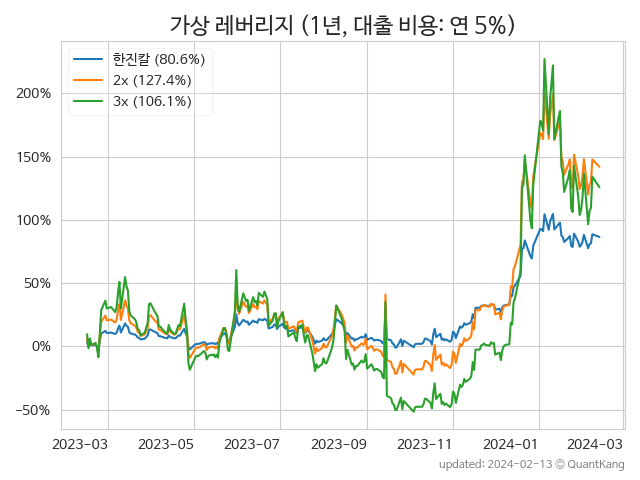 가상 레버리지 (1년, 대출 비용: 연 5%)
한진칼 (80.6%)
2x (127.4%)
3x (106.1%)
200%
150%
100%
50%
0%
−50%
2023-03 2023-05 2023-07 2023-09 2023-11 2024-01 2024-03
updated: 2024-02-13 © QuantKang